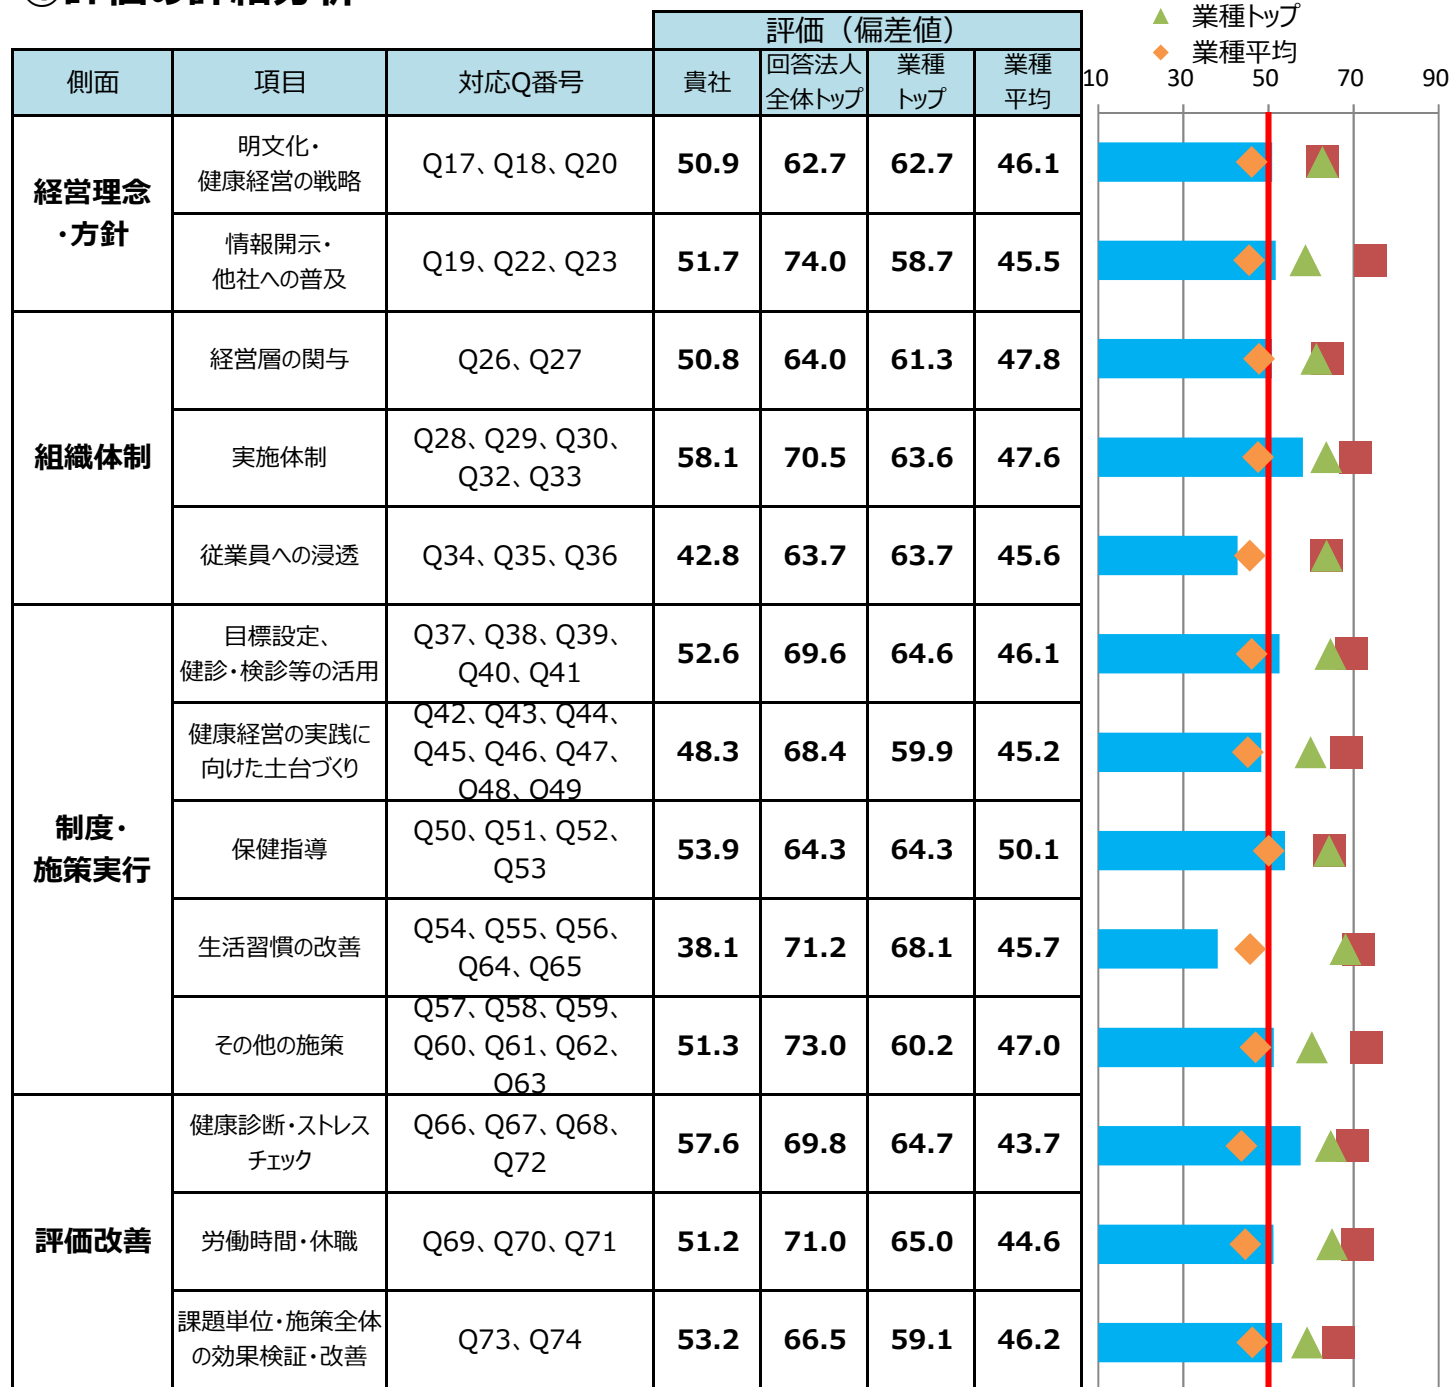 ▲ 業種トップ
◆ 業種平均
評価（偏差値）
側面 項目 対応Q番号 貴社 回答法人 業種 業種
全体トップ トップ 平均
10 30 50 70 90
経営理念
・方針
明文化・
健康経営の戦略
Q17、Q18、Q20 50.9 62.7 62.7 46.1
情報開示・
他社への普及
Q19、Q22、Q23 51.7 74.0 58.7 45.5
組織体制
経営層の関与 Q26、Q27 50.8 64.0 61.3 47.8
実施体制
Q28、Q29、Q30、
Q32、Q33
58.1 70.5 63.6 47.6
従業員への浸透 Q34、Q35、Q36 42.8 63.7 63.7 45.6
制度・
施策実行
目標設定、
健診・検診等の活用
Q37、Q38、Q39、
Q40、Q41
52.6 69.6 64.6 46.1
健康経営の実践に
向けた土台づくり
Q42、Q43、Q44、
Q45、Q46、Q47、
Q48、Q49
48.3 68.4 59.9 45.2
保健指導
Q50、Q51、Q52、
Q53
53.9 64.3 64.3 50.1
生活習慣の改善
Q54、Q55、Q56、
Q64、Q65
38.1 71.2 68.1 45.7
その他の施策
Q57、Q58、Q59、
Q60、Q61、Q62、
Q63
51.3 73.0 60.2 47.0
評価改善
健康診断・ストレス
チェック
Q66、Q67、Q68、
Q72
57.6 69.8 64.7 43.7
労働時間・休職 Q69、Q70、Q71 51.2 71.0 65.0 44.6
課題単位・施策全体
の効果検証・改善
Q73、Q74 53.2 66.5 59.1 46.2